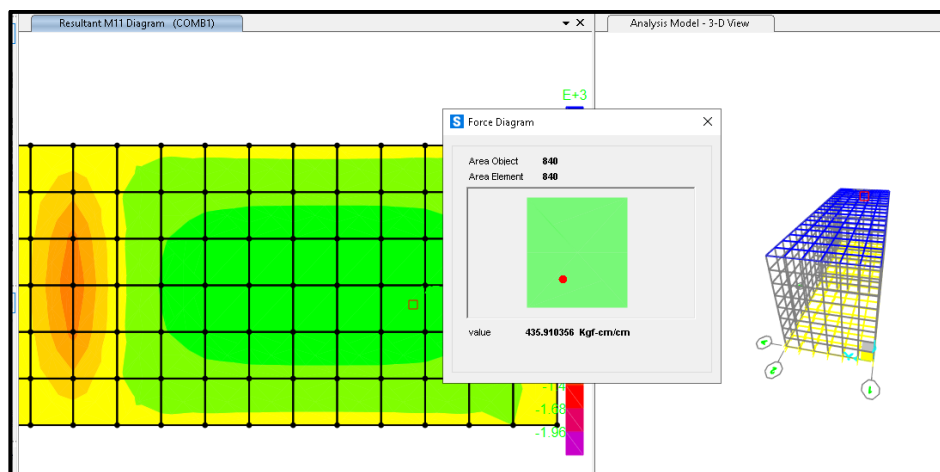 Resultant M11 Diagram (COMB1)
Analysis Model - 3-D View
E+3
Force Diagram
Area Object 840
Area Element 840
value 435.910356 Kgf-cm/cm
-1.68
-1.96